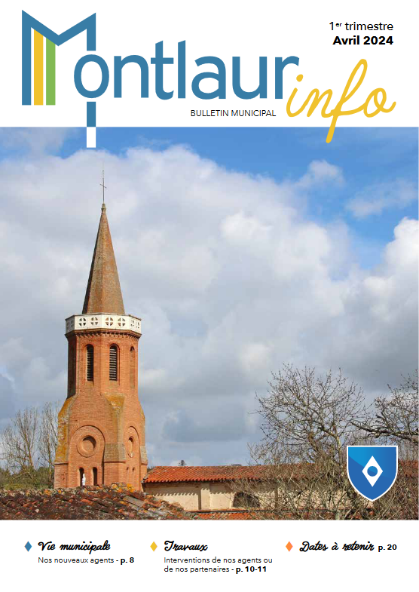 1er trimestre
Avril 2024
Montlaur
info
BULLETIN MUNICIPAL
Vie municipale
Nos nouveaux agents - p. 8
Travaux
Interventions de nos agents ou
de nos partenaires - p. 10-11
Dates à retenir p. 20